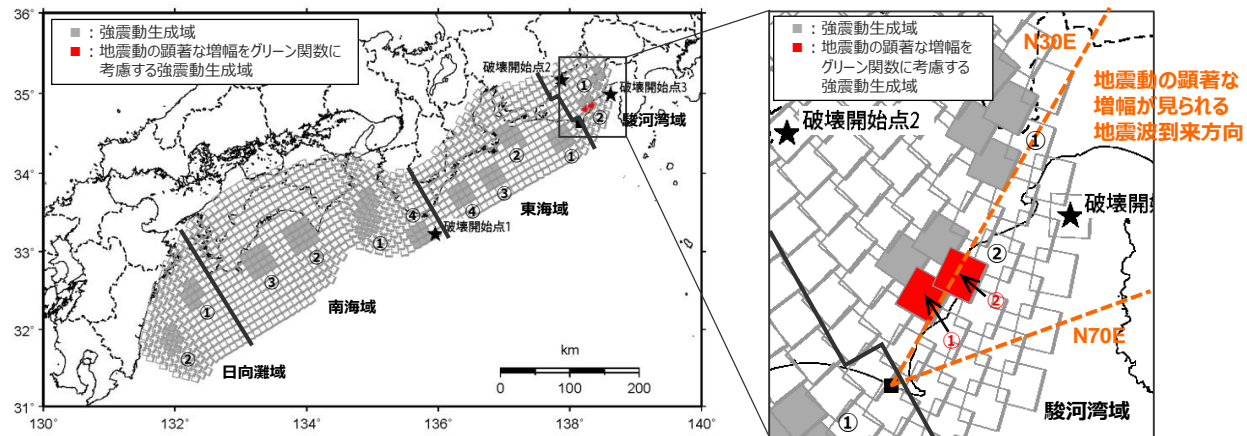 ：強震動生成域
：地震動の顕著な増幅をグリーン関数に
考慮する強震動生成域
破壊開始点2
①
破壊開始点3
②
駿河湾域
②
①
③
東海域
④
④
破壊開始点1
①
②
③
南海域
①
②
日向灘域
km
0
100
200
36°
35°
34°
33°
32°
31°
130
132
134
136
138
140
：強震動生成域
：地震動の顕著な増幅を
グリーン関数に考慮する
強震動生成域
N30E
地震動の顕著な
増幅が見られる
地震波到来方向
破壊開始点2
①
破壊
②
②
①
N70E
駿河湾域
①